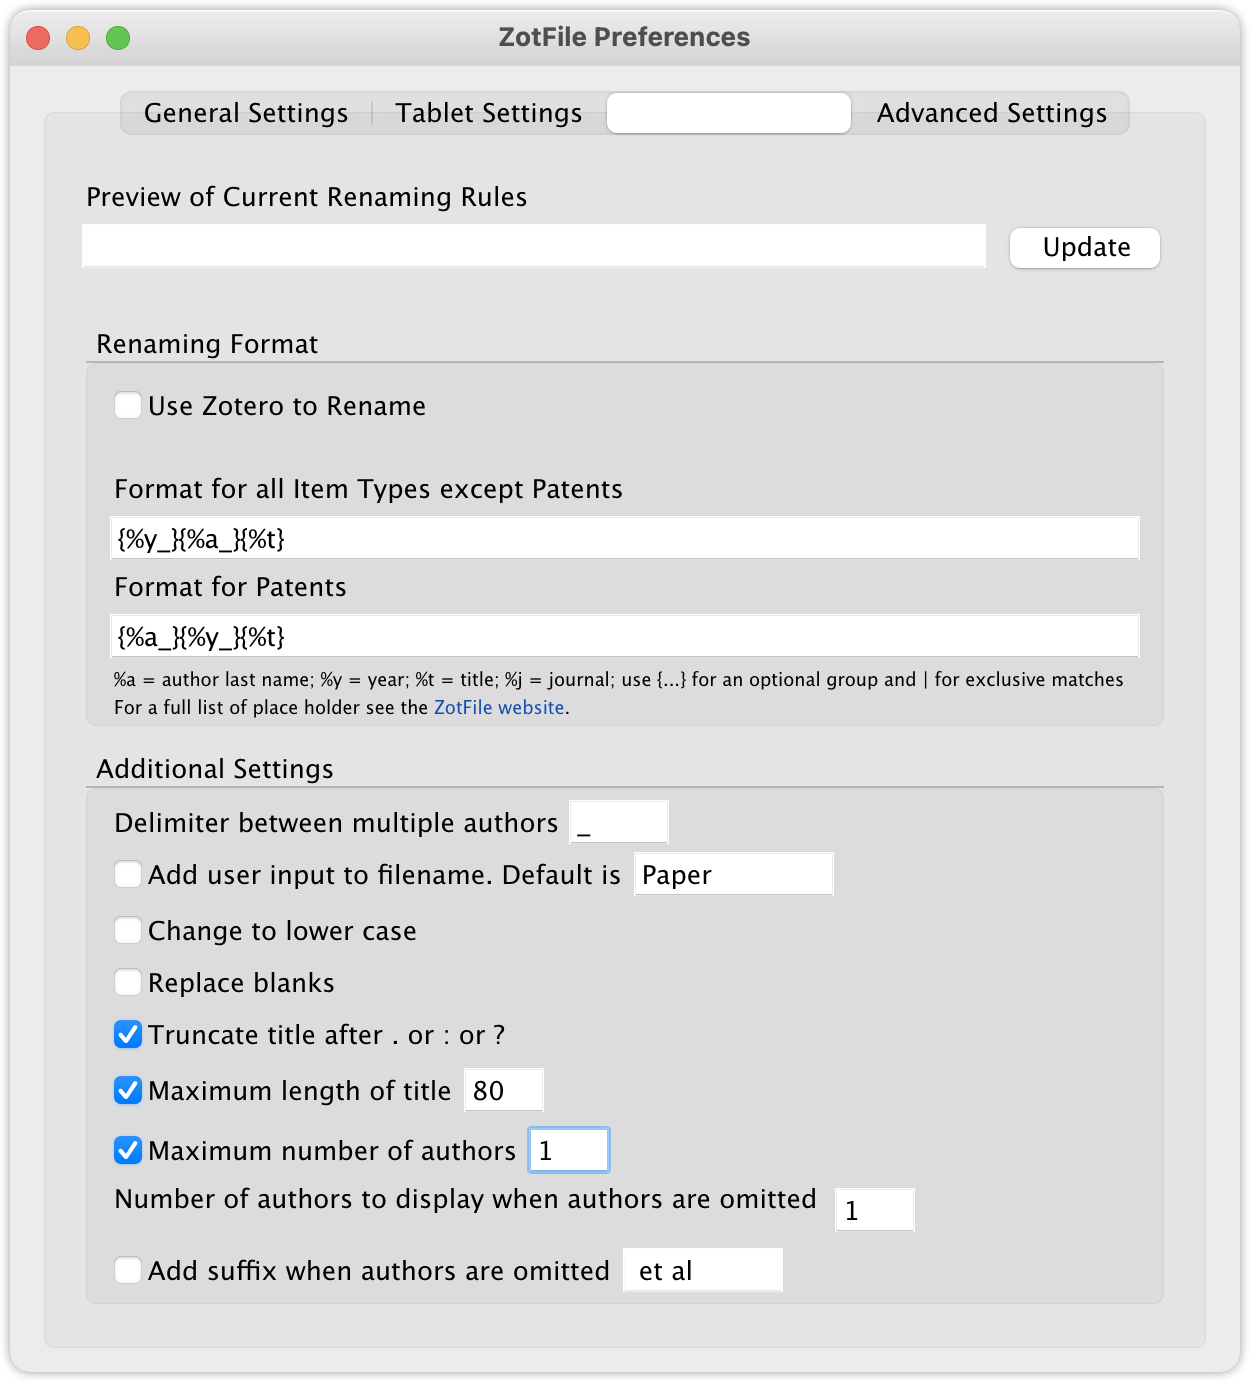 ZotFile Preferences
General Settings Tablet Settings Advanced Settings
Preview of Current Renaming Rules
Update
Renaming Format
Use Zotero to Rename
Format for all Item Types except Patents
{%y_}{%a_}{%t}
Format for Patents
{%a_}{%y_}{%t}
%a = author last name; %y = year; %t = title; %j = journal; use {...} for an optional group and | for exclusive matches
For a full list of place holder see the ZotFile website.
Additional Settings
Delimiter between multiple authors _
Add user input to filename. Default is Paper
Change to lower case
Replace blanks
Truncate title after . or : or ?
Maximum length of title 80
Maximum number of authors 1
Number of authors to display when authors are omitted 1
Add suffix when authors are omitted et al